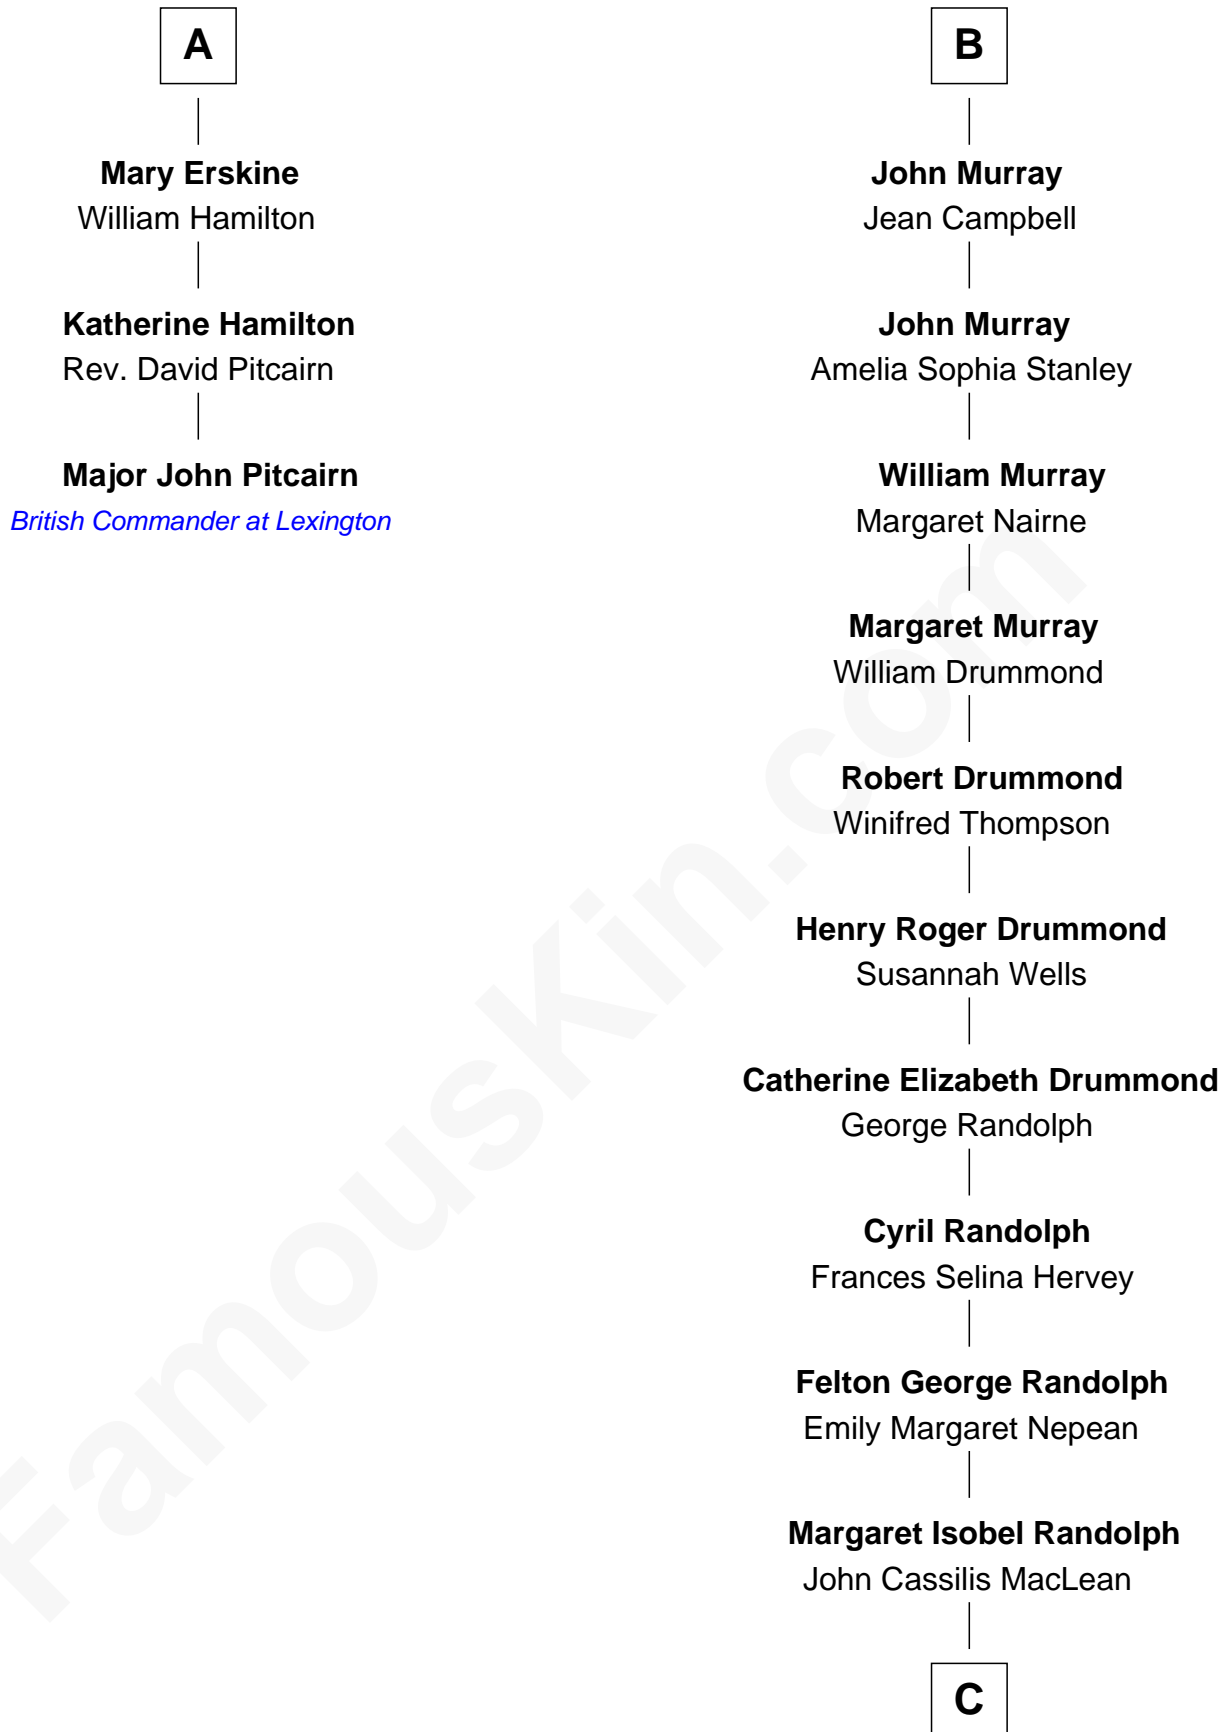 A
Mary Erskine
William Hamilton
Katherine Hamilton
Rev. David Pitcairn
Major John Pitcairn
British Commander at Lexington
B
John Murray
Jean Campbell
John Murray
Amelia Sophia Stanley
William Murray
Margaret Nairne
Margaret Murray
William Drummond
Robert Drummond
Winifred Thompson
Henry Roger Drummond
Susannah Wells
Catherine Elizabeth Drummond
George Randolph
Cyril Randolph
Frances Selina Hervey
Felton George Randolph
Emily Margaret Nepean
Margaret Isobel Randolph
John Cassilis MacLean
C
FamousKin.com